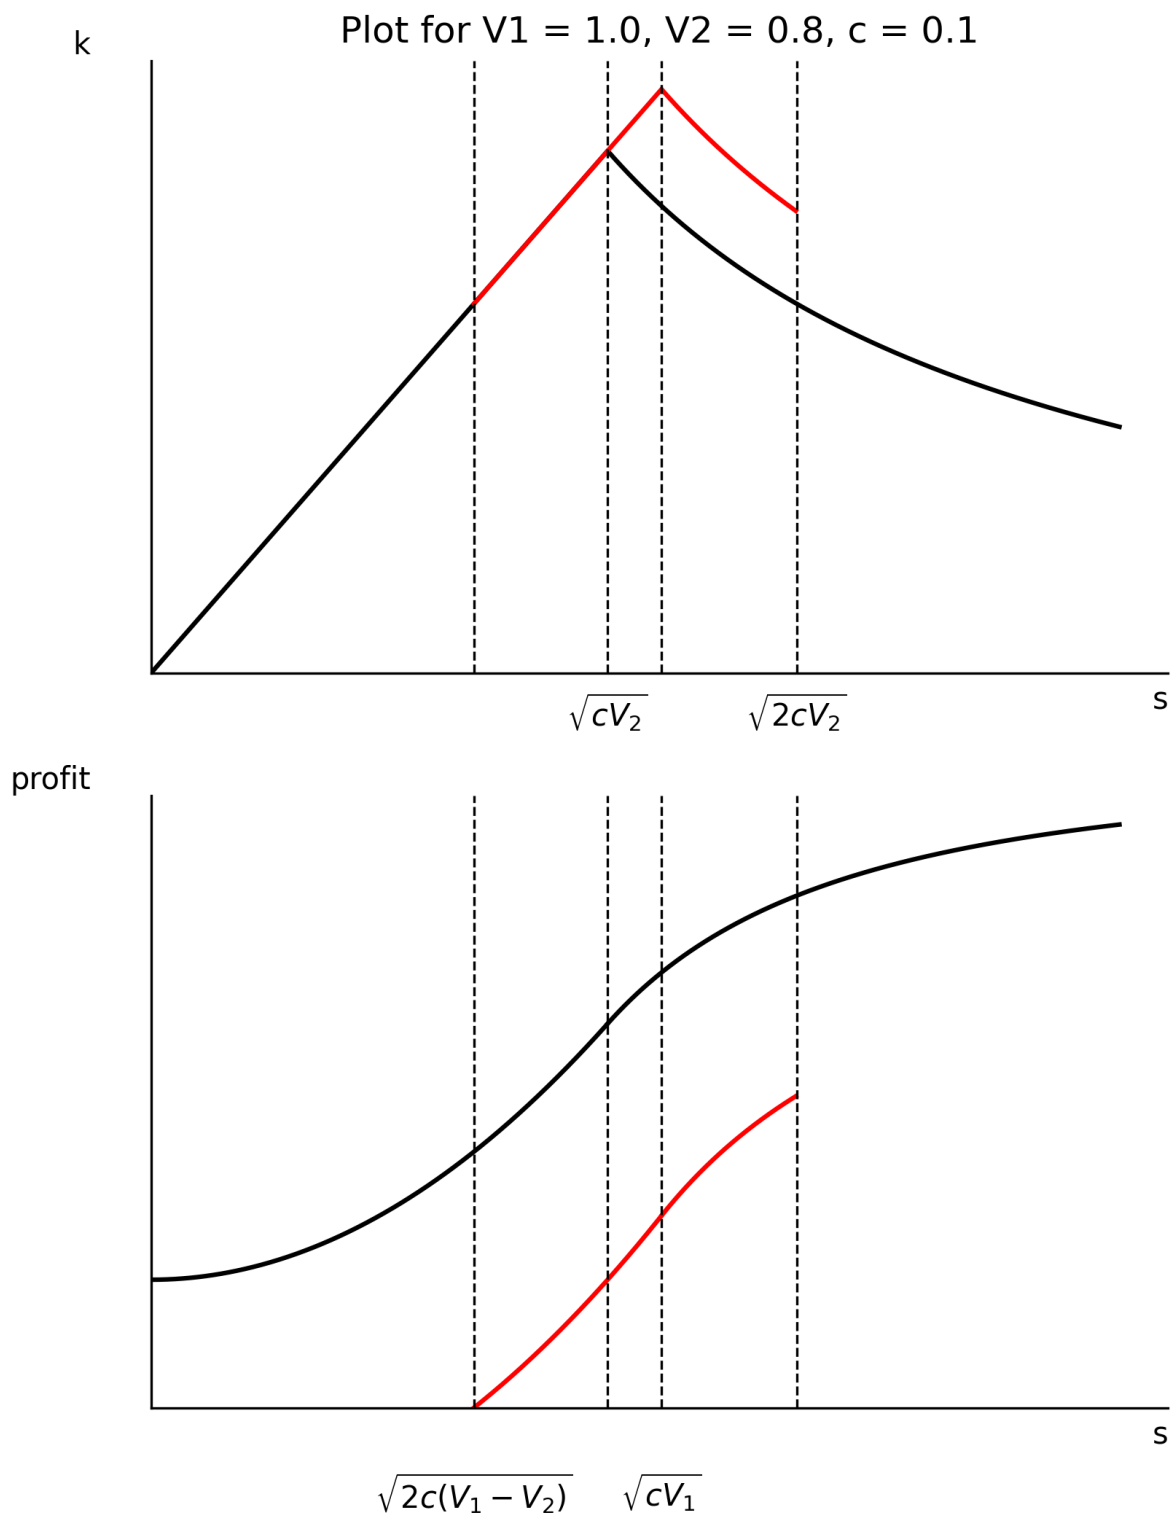 Plot for V1 = 1.0, V2 = 0.8, c = 0.1
k
s
√cV₂
√2cV₂
profit
s
√2c(V₁ − V₂)
√cV₁